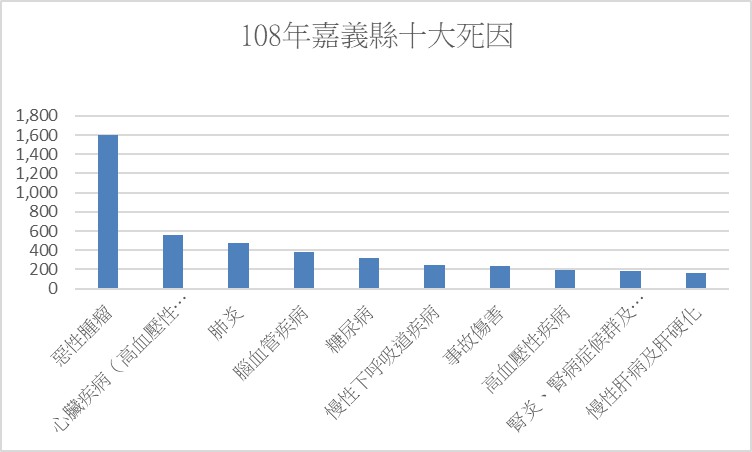 108年嘉義縣十大死因
1,800
1,600
1,400
1,200
1,000
800
600
400
200
0
惡性腫瘤
心臟疾病（高血壓性…
肺炎
腦血管疾病
糖尿病
慢性下呼吸道疾病
事故傷害
高血壓性疾病
腎炎、腎病症候群及…
慢性肝病及肝硬化